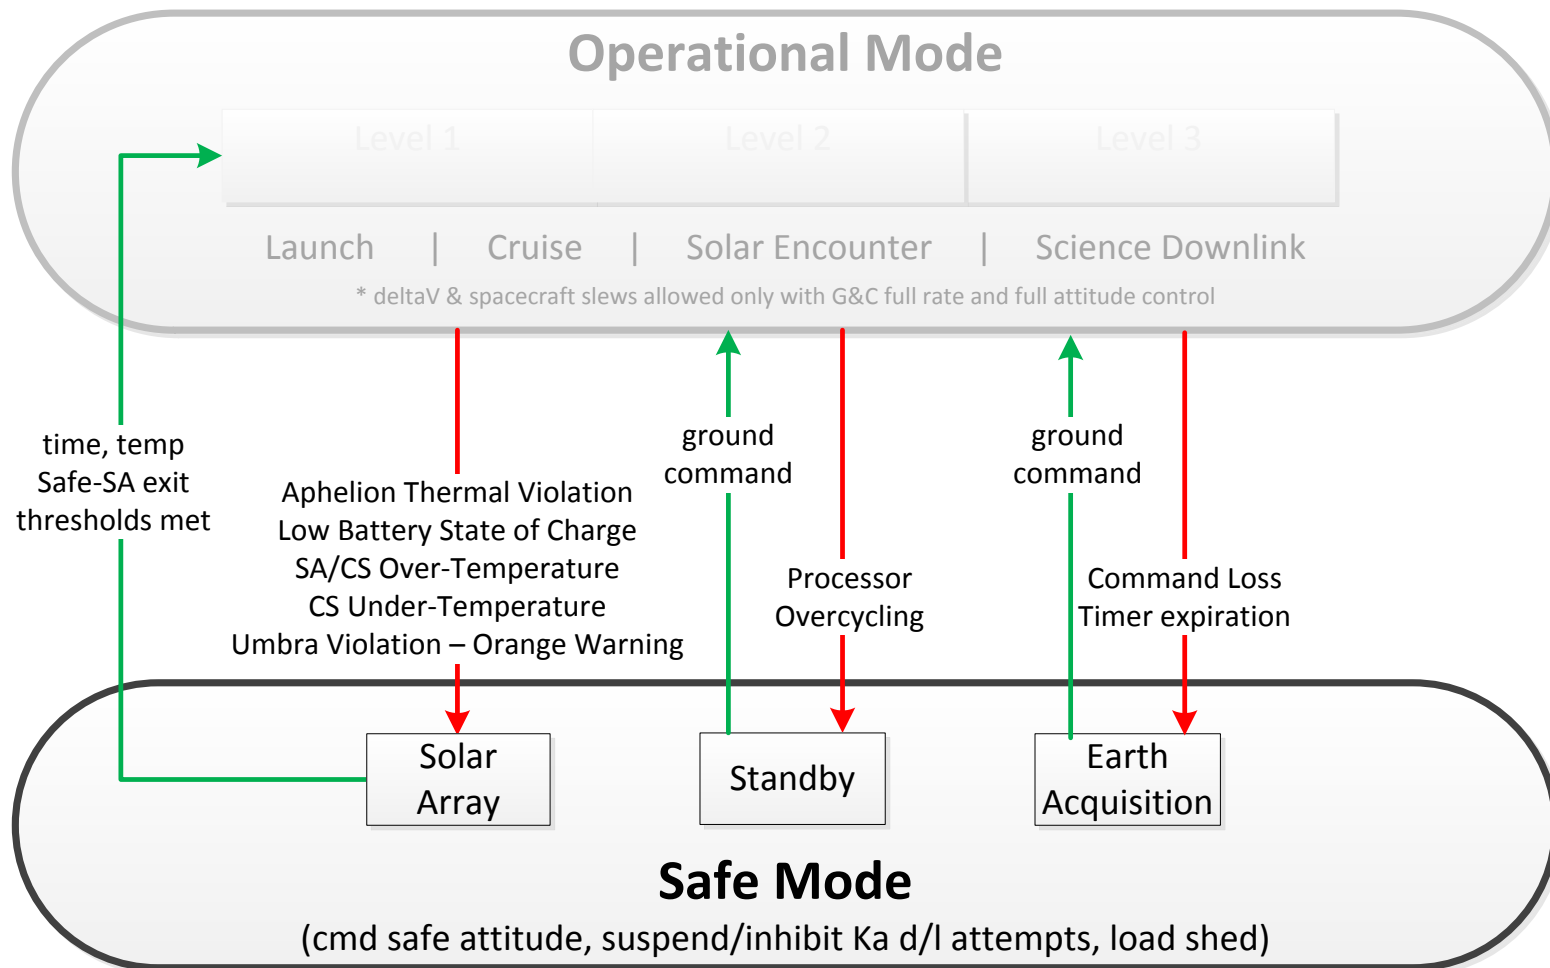 Operational Mode
Level 1
Level 2
Level 3
Launch | Cruise | Solar Encounter | Science Downlink
* deltaV & spacecraft slews allowed only with G&C full rate and full attitude control
time, temp
Safe-SA exit
thresholds met
Aphelion Thermal Violation
Low Battery State of Charge
SA/CS Over-Temperature
CS Under-Temperature
Umbra Violation – Orange Warning
ground
command
Processor
Overcycling
ground
command
Command Loss
Timer expiration
Solar
Array
Standby
Earth
Acquisition
Safe Mode
(cmd safe attitude, suspend/inhibit Ka d/l attempts, load shed)